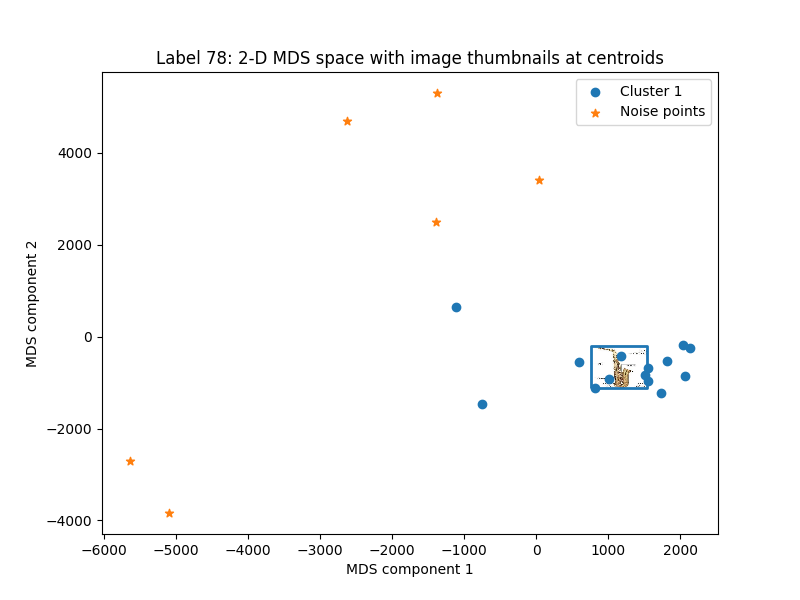 Label 78: 2-D MDS space with image thumbnails at centroids
Cluster 1
Noise points
MDS component 2
4000
2000
0
−2000
−4000
−6000 −5000 −4000 −3000 −2000 −1000 0 1000 2000
MDS component 1